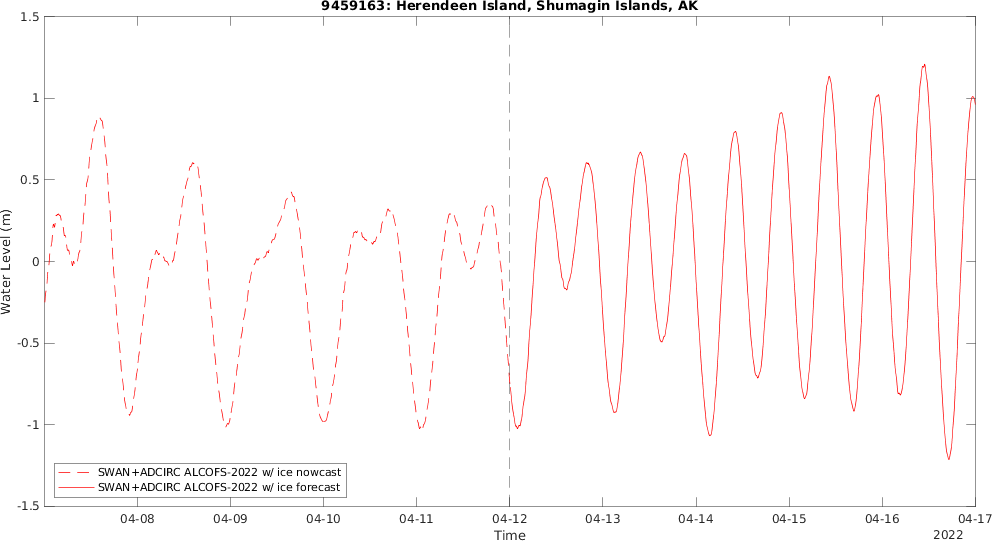 9459163: Herendeen Island, Shumagin Islands, AK
1.5
1
0.5
0
-0.5
-1
-1.5
Water Level (m)
SWAN+ADCIRC ALCOFS-2022 w/ ice nowcast
SWAN+ADCIRC ALCOFS-2022 w/ ice forecast
04-08 04-09 04-10 04-11 04-12 04-13 04-14 04-15 04-16 04-17
Time
2022